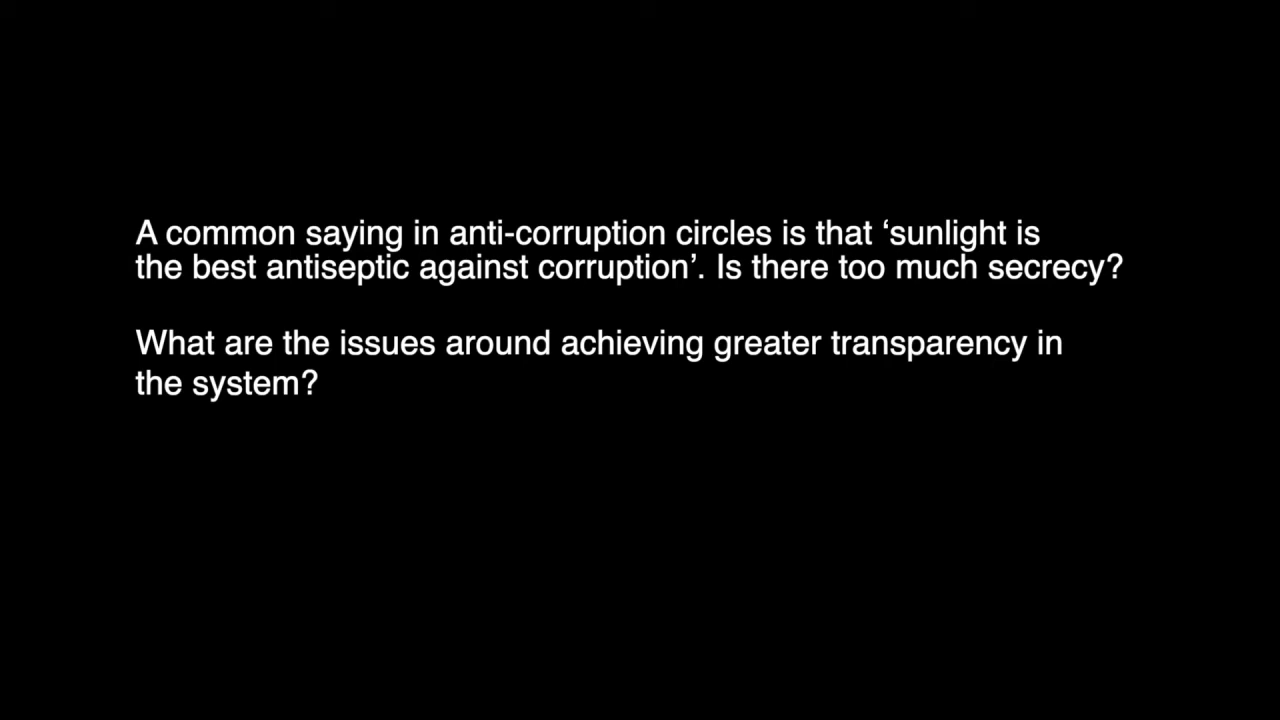 A common saying in anti-corruption circles is that ‘sunlight is
the best antiseptic against corruption’. Is there too much secrecy?
What are the issues around achieving greater transparency in
the system?